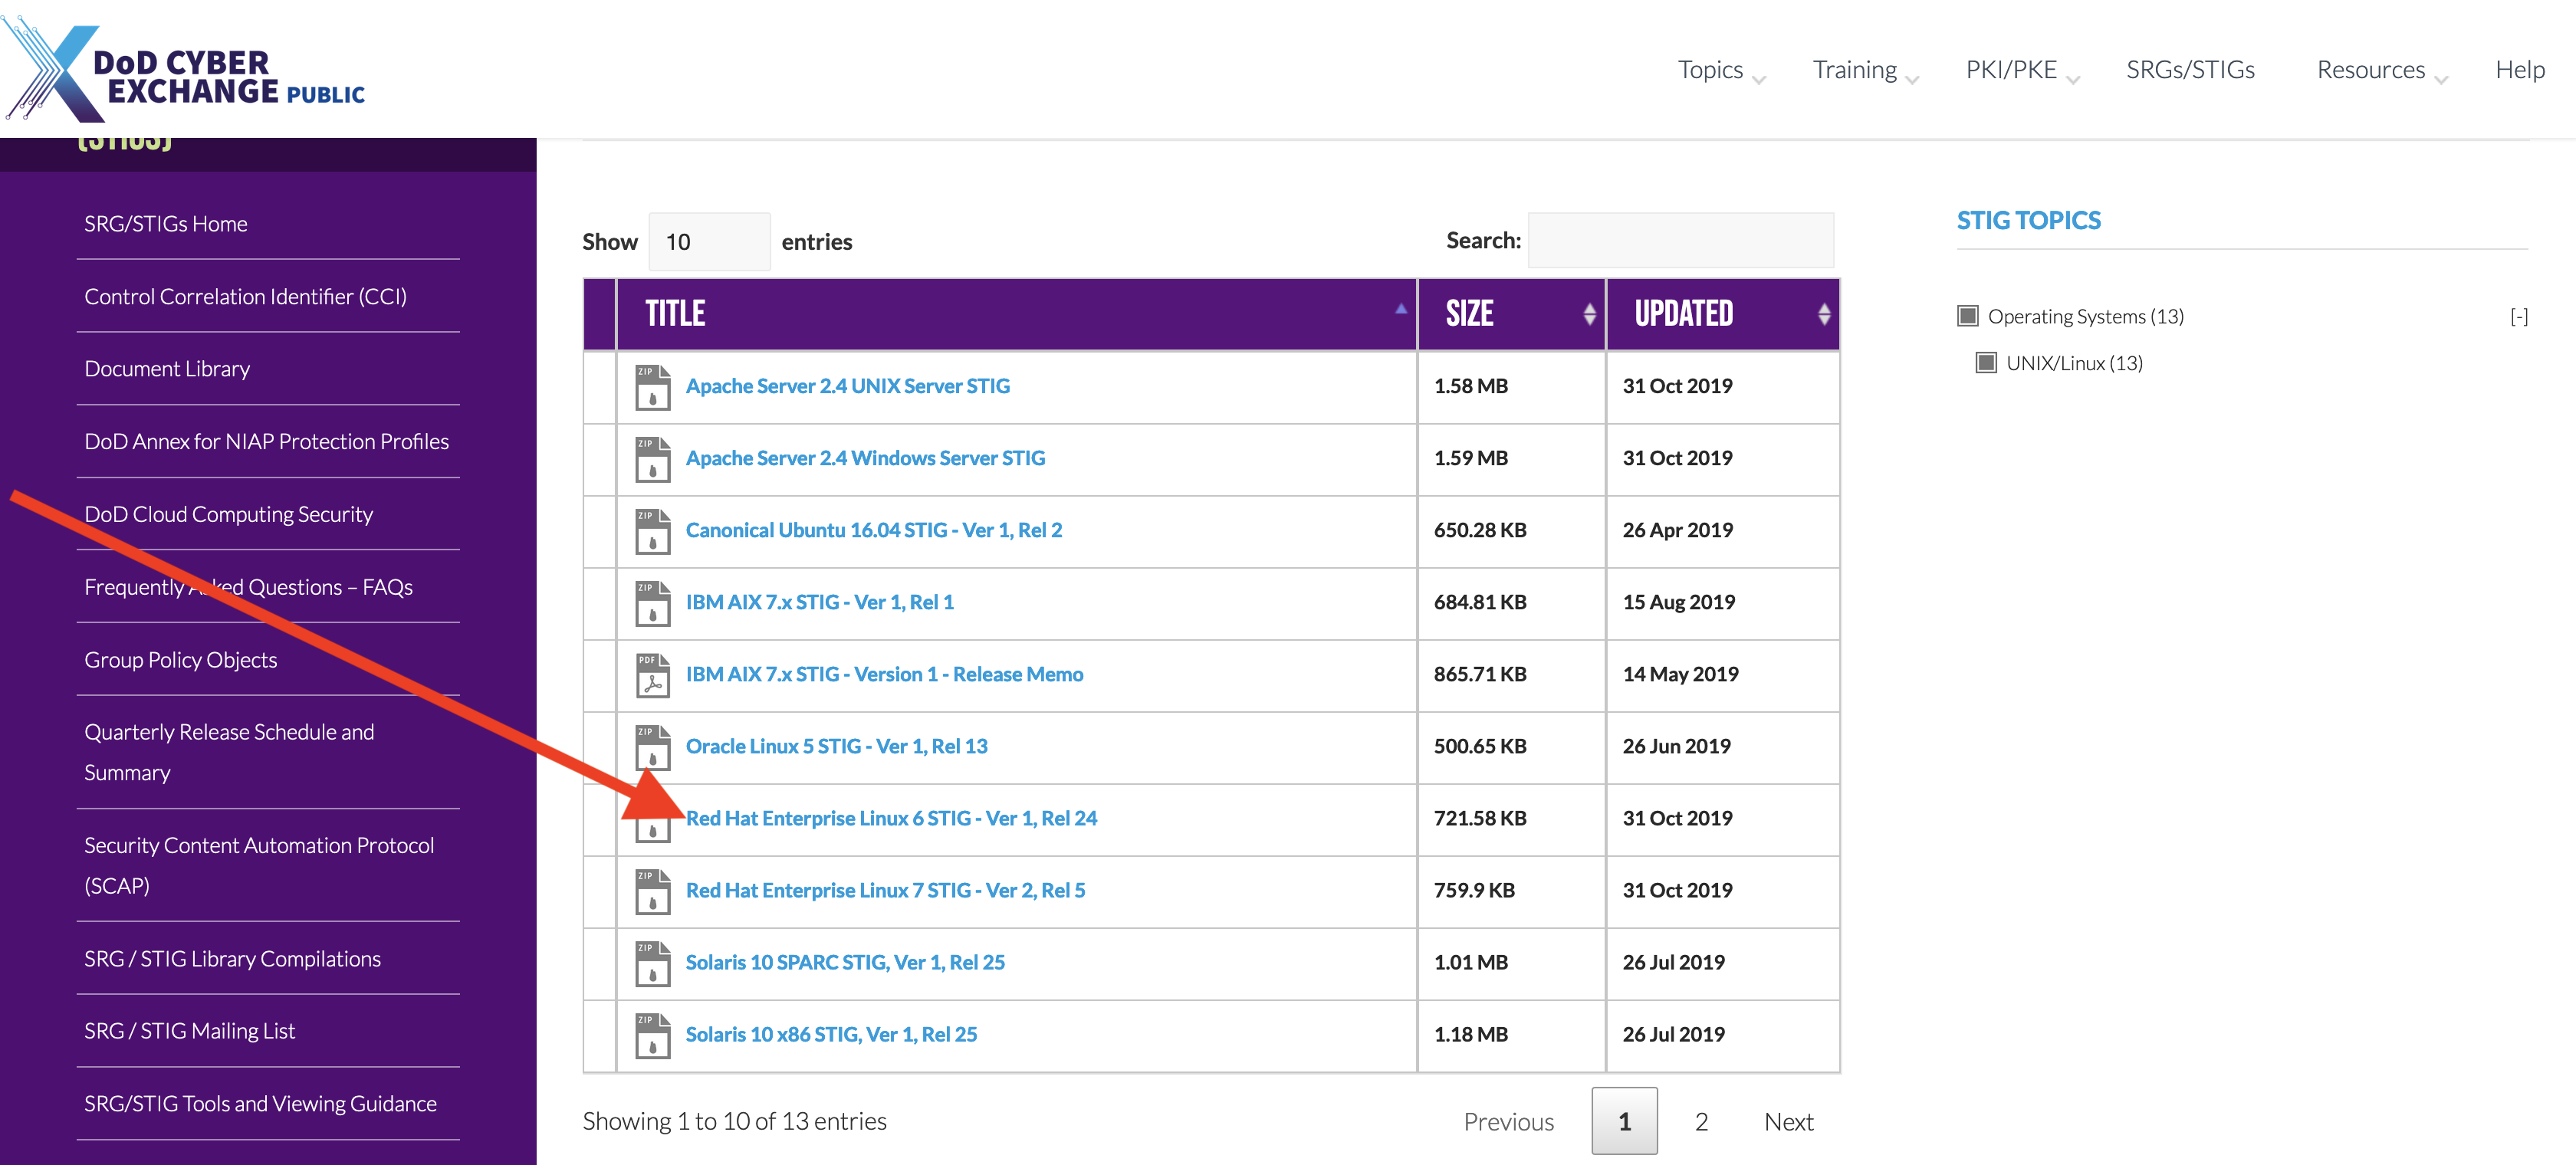 DoD CYBER
EXCHANGE PUBLIC
Topics
Training
PKI/PKE
SRGs/STIGs
Resources
Help
(STIGS)
SRG/STIGs Home
Control Correlation Identifier (CCI)
Document Library
DoD Annex for NIAP Protection Profiles
DoD Cloud Computing Security
Frequently Asked Questions – FAQs
Group Policy Objects
Quarterly Release Schedule and
Summary
Security Content Automation Protocol
(SCAP)
SRG / STIG Library Compilations
SRG / STIG Mailing List
SRG/STIG Tools and Viewing Guidance
Show 10 entries
Search:
TITLE SIZE UPDATED
ZIP Apache Server 2.4 UNIX Server STIG 1.58 MB 31 Oct 2019
ZIP Apache Server 2.4 Windows Server STIG 1.59 MB 31 Oct 2019
ZIP Canonical Ubuntu 16.04 STIG - Ver 1, Rel 2 650.28 KB 26 Apr 2019
ZIP IBM AIX 7.x STIG - Ver 1, Rel 1 684.81 KB 15 Aug 2019
PDF IBM AIX 7.x STIG - Version 1 - Release Memo 865.71 KB 14 May 2019
ZIP Oracle Linux 5 STIG - Ver 1, Rel 13 500.65 KB 26 Jun 2019
Red Hat Enterprise Linux 6 STIG - Ver 1, Rel 24 721.58 KB 31 Oct 2019
ZIP Red Hat Enterprise Linux 7 STIG - Ver 2, Rel 5 759.9 KB 31 Oct 2019
ZIP Solaris 10 SPARC STIG, Ver 1, Rel 25 1.01 MB 26 Jul 2019
ZIP Solaris 10 x86 STIG, Ver 1, Rel 25 1.18 MB 26 Jul 2019
Showing 1 to 10 of 13 entries
Previous 1 2 Next
STIG TOPICS
Operating Systems (13) [-]
UNIX/Linux (13)